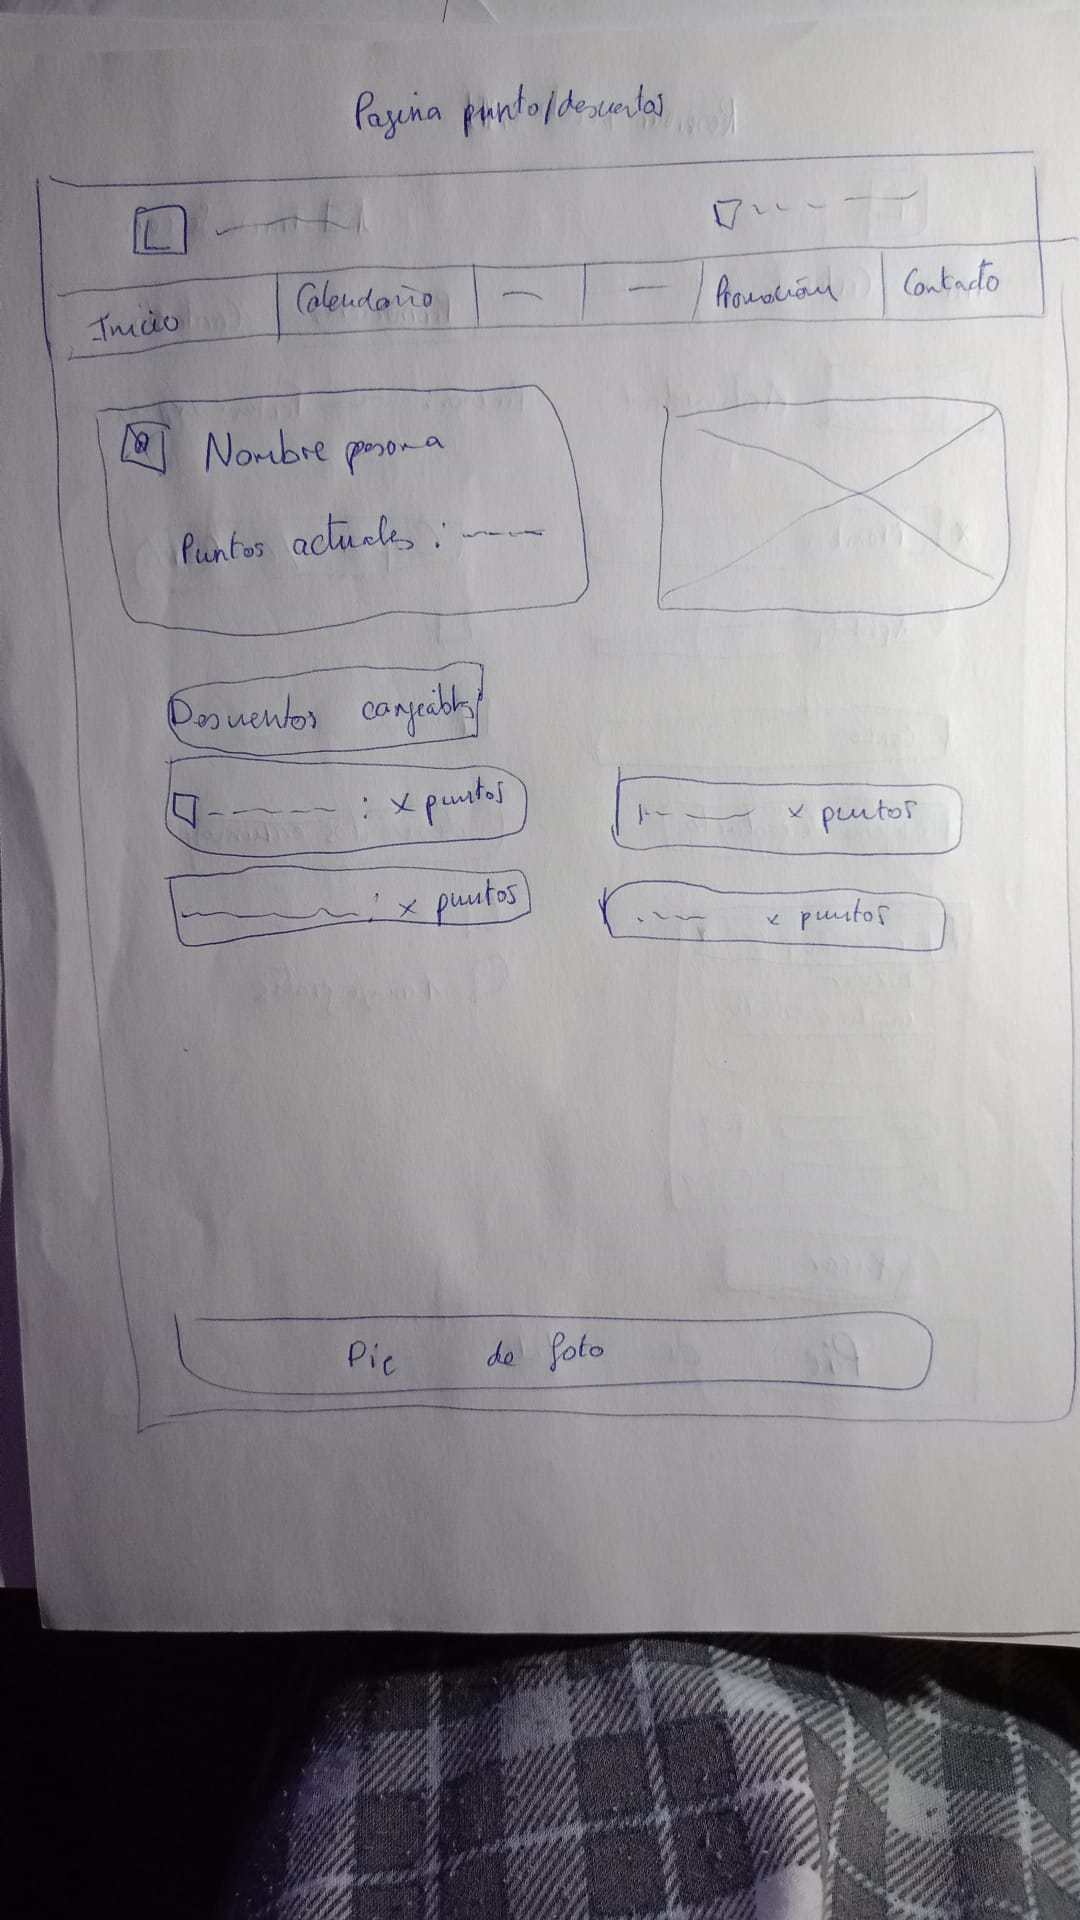 Pagina punto/descuentos
L
Inicio Calendario Promoción Contacto
Nombre persona
Puntos actuales :
Descuentos canjeables
: x puntos
x puntos
: x puntos
x puntos
Pie de foto